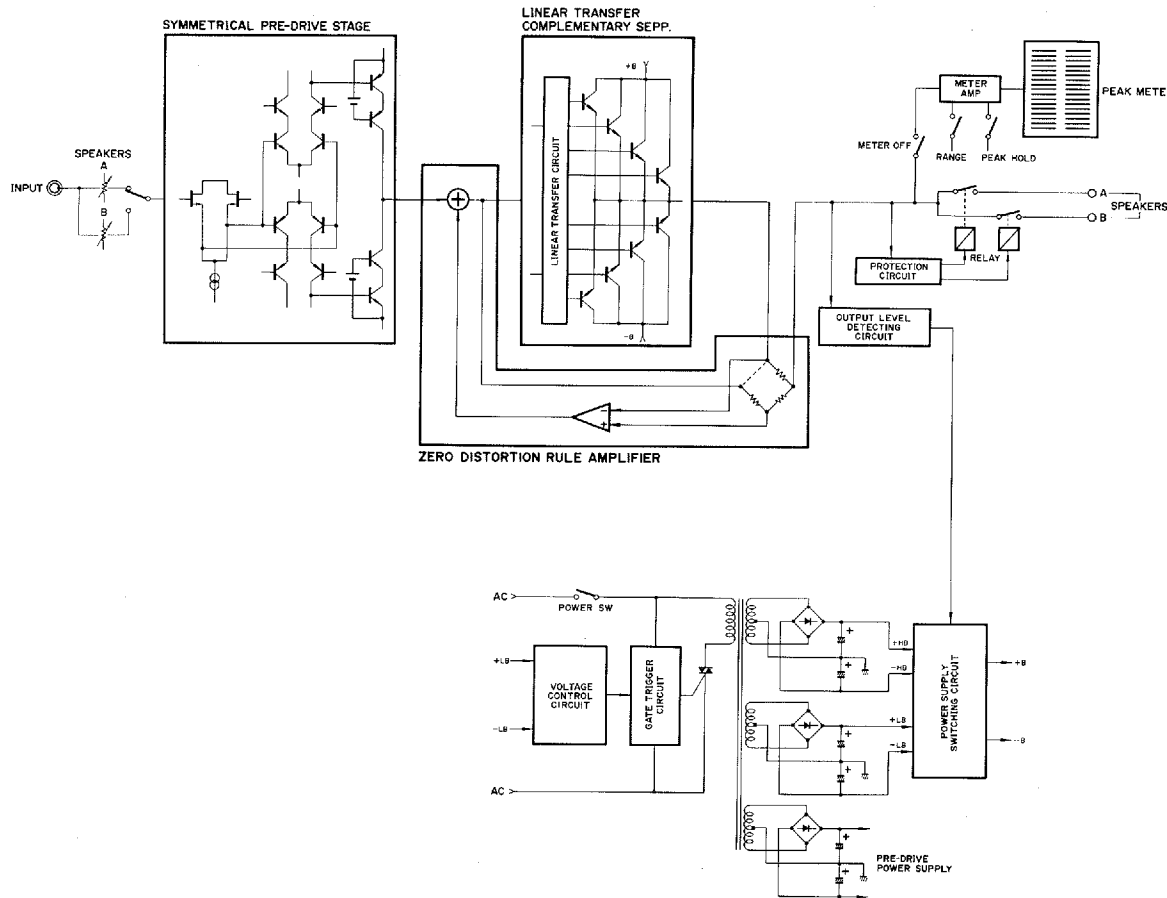 SYMMETRICAL PRE-DRIVE STAGE
LINEAR TRANSFER
COMPLEMENTARY SEPP.
+B
-B
LINEAR TRANSFER CIRCUIT
SPEAKERS
A
B
INPUT
METER
AMP
PEAK METE
METER OFF
RANGE
PEAK HOLD
A
SPEAKERS
B
RELAY
PROTECTION
CIRCUIT
OUTPUT LEVEL
DETECTING
CIRCUIT
+
-
+
ZERO DISTORTION RULE AMPLIFIER
AC
POWER SW
+LB
-LB
VOLTAGE
CONTROL
CIRCUIT
GATE TRIGGER
CIRCUIT
AC
+
+
+HB
-HB
+
+
+LB
-LB
POWER SUPPLY
SWITCHING CIRCUIT
+B
-B
+
+
PRE-DRIVE
POWER SUPPLY